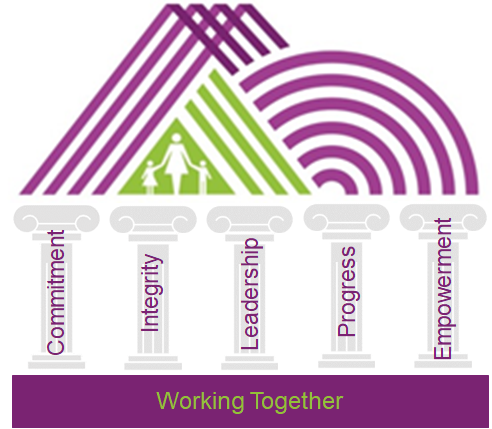 Commitment
Integrity
Leadership
Progress
Empowerment
Working Together